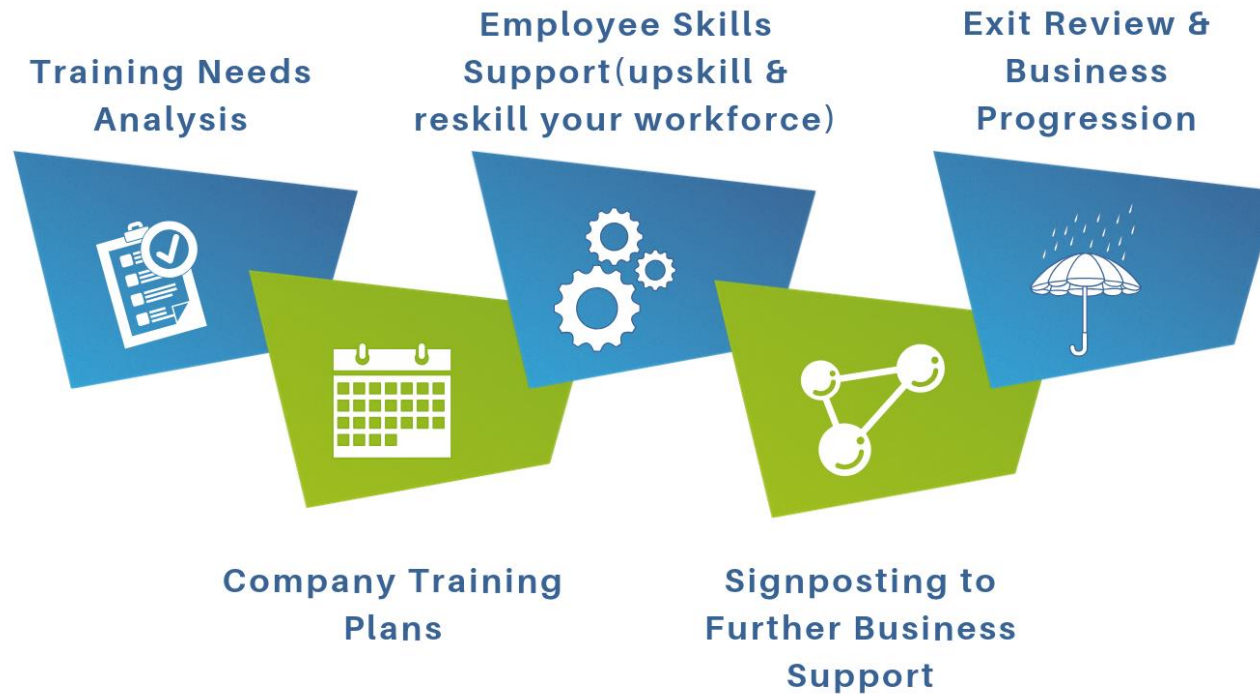 Training Needs
Analysis
Employee Skills
Support(upskill &
reskill your workforce)
Exit Review &
Business
Progression
Company Training
Plans
Signposting to
Further Business
Support